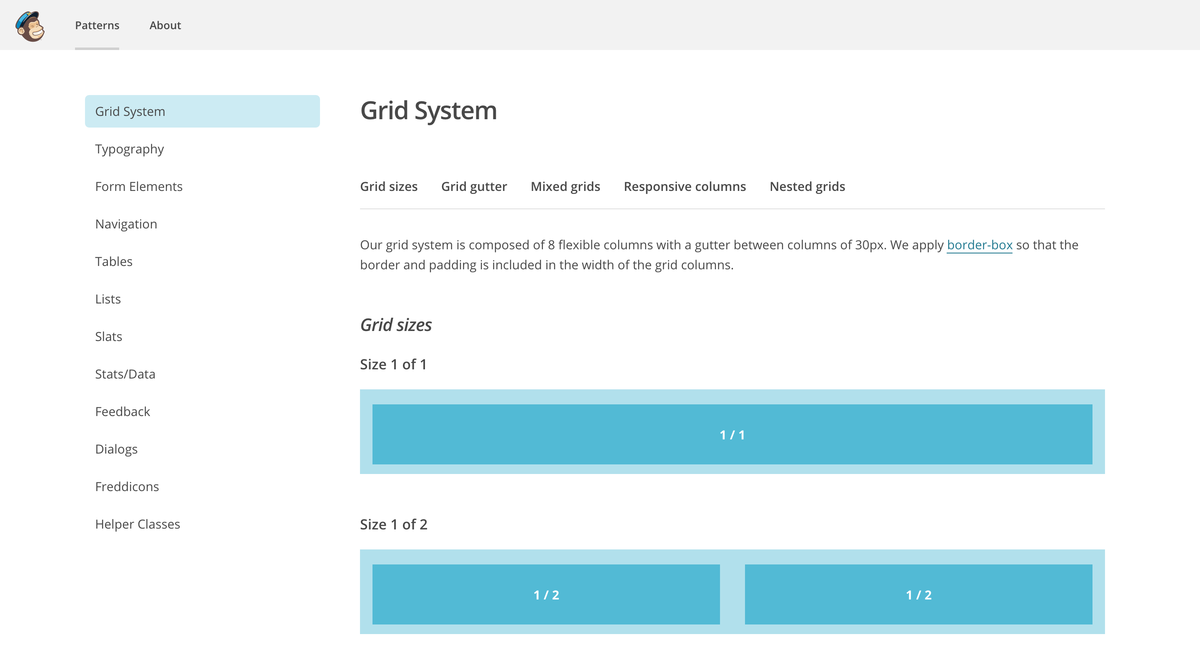 Patterns About
Grid System
Typography
Form Elements
Navigation
Tables
Lists
Slats
Stats/Data
Feedback
Dialogs
Freddicons
Helper Classes
Grid System
Grid sizes Grid gutter Mixed grids Responsive columns Nested grids
Our grid system is composed of 8 flexible columns with a gutter between columns of 30px. We apply border-box so that the
border and padding is included in the width of the grid columns.
Grid sizes
Size 1 of 1
1 / 1
Size 1 of 2
1 / 2 1 / 2